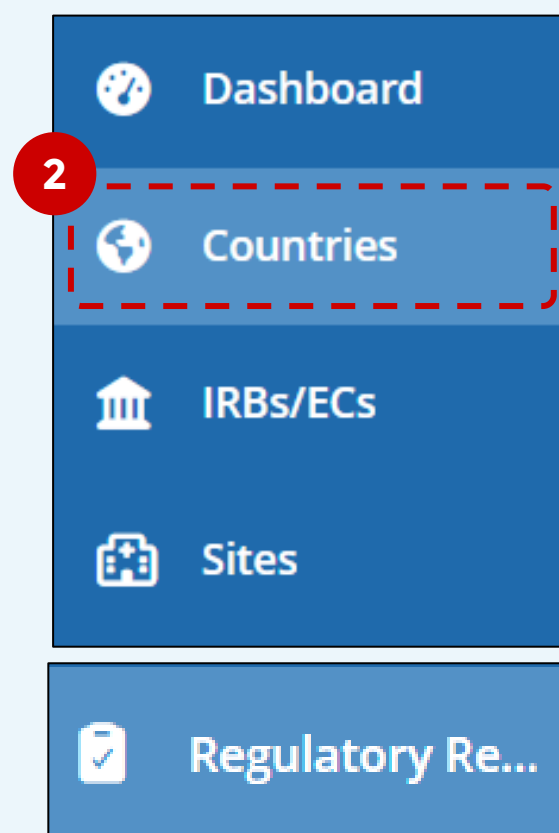 Dashboard
2
Countries
IRBs/ECs
Sites
Regulatory Re...